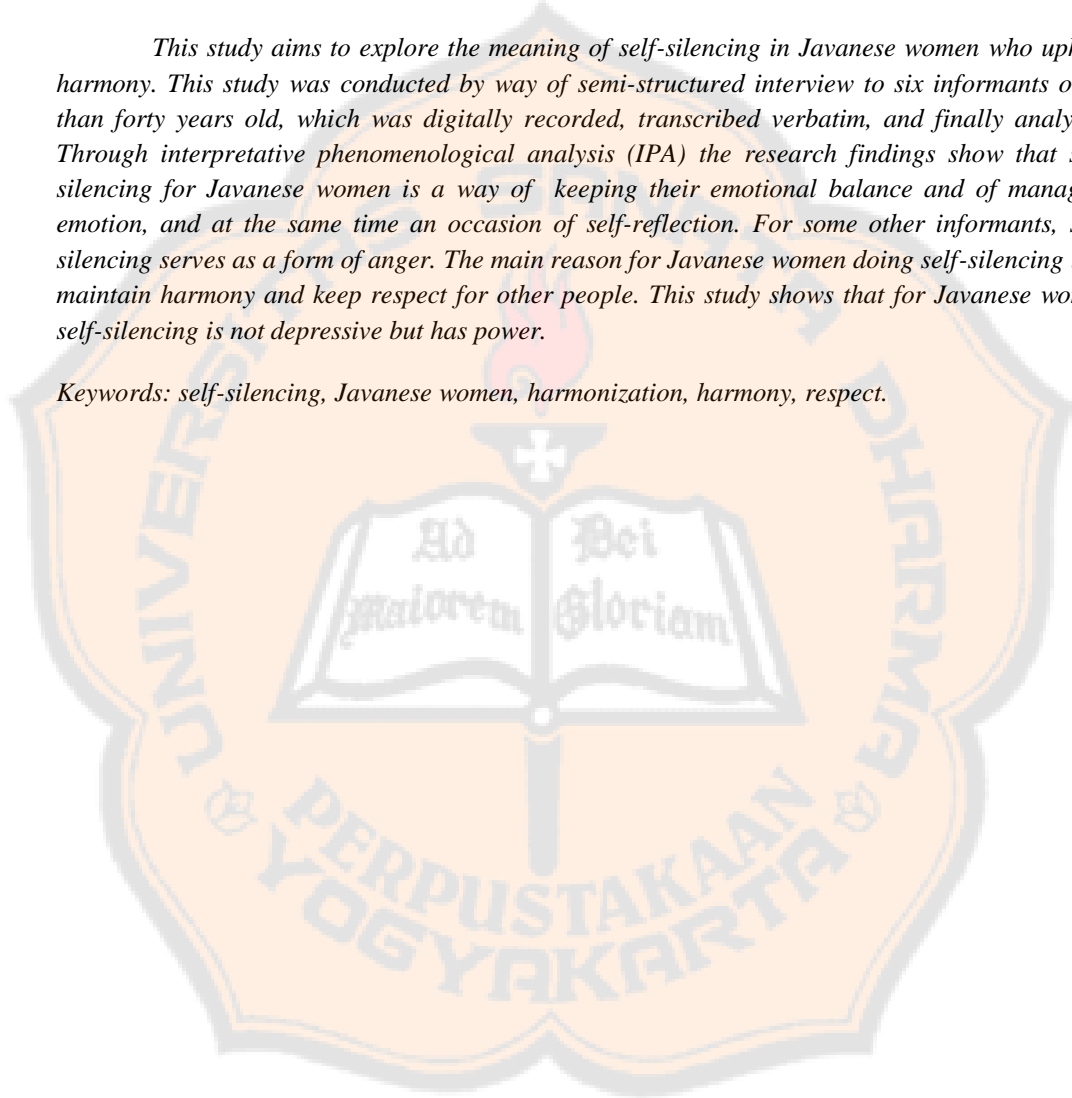 This study aims to explore the meaning of self-silencing in Javanese women who
harmony. This study was conducted by way of semi-structured interview to six informants
than forty years old, which was digitally recorded, transcribed verbatim, and finally
Through interpretative phenomenological analysis (IPA) the research findings show that
silencing for Javanese women is a way of keeping their emotional balance and of
emotion, and at the same time an occasion of self-reflection. For some other informants,
silencing serves as a form of anger. The main reason for Javanese women doing self-silencing
maintain harmony and keep respect for other people. This study shows that for Javanese
self-silencing is not depressive but has power.
Keywords: self-silencing, Javanese women, harmonization, harmony, respect.
UNIVERSITAS SANATA DHARMA
Ad Dei
Maiorem Gloriam
PERPUSTAKAAN
YOGYAKARTA